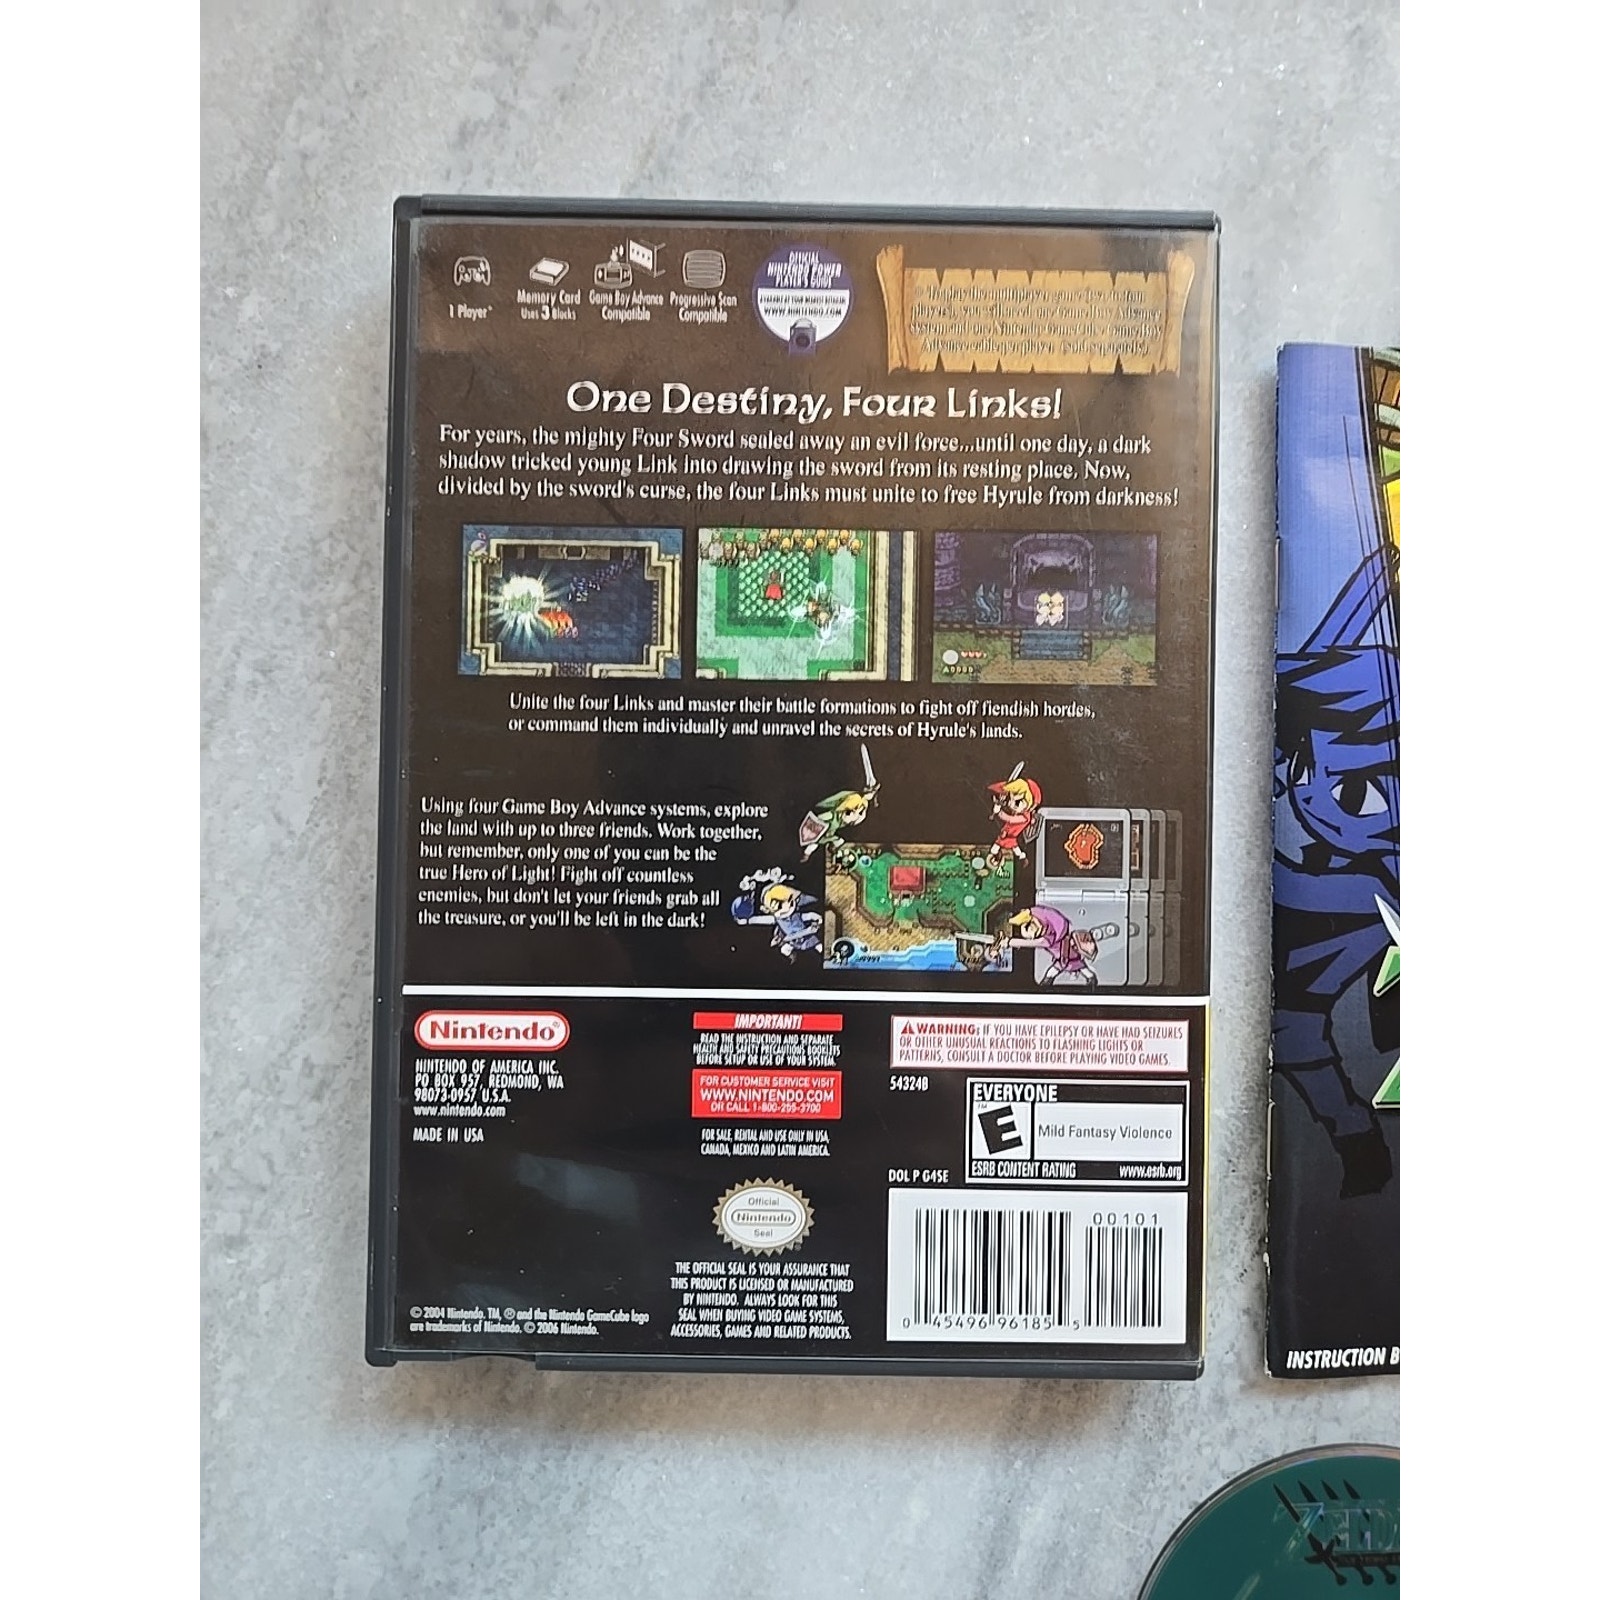 1 Player*
Memory Card
Uses 3 Blocks
Game Boy Advance
Compatible
Progressive Scan
Compatible
OFFICIAL
NINTENDO POWER
PLAYER'S GUIDE
AVAILABLE AT YOUR NEAREST RETAILER!
WWW.NINTENDO.COM
One Destiny, Four Links!
For years, the mighty Four Sword sealed away an evil force...until one day, a dark
shadow tricked young Link into drawing the sword from its resting place. Now,
divided by the sword's curse, the four Links must unite to free Hyrule from darkness!
Unite the four Links and master their battle formations to fight off fiendish hordes,
or command them individually and unravel the secrets of Hyrule's lands.
Using four Game Boy Advance systems, explore
the land with up to three friends. Work together,
but remember, only one of you can be the
true Hero of Light! Fight off countless
enemies, but don't let your friends grab all
the treasure, or you'll be left in the dark!
Nintendo®
NINTENDO OF AMERICA INC.
PO BOX 957, REDMOND, WA
98073-0957 U.S.A.
www.nintendo.com
MADE IN USA
© 2004 Nintendo. TM, ® and the Nintendo GameCube logo
are trademarks of Nintendo. © 2006 Nintendo.
IMPORTANT!
READ THE INSTRUCTION AND SEPARATE
HEALTH AND SAFETY PRECAUTIONS BOOKLETS
BEFORE SETUP OR USE OF YOUR SYSTEM.
FOR CUSTOMER SERVICE VISIT
WWW.NINTENDO.COM
OR CALL 1-800-255-3700
FOR SALE, RENTAL AND USE ONLY IN USA,
CANADA, MEXICO AND LATIN AMERICA.
Official
Nintendo
Seal
THE OFFICIAL SEAL IS YOUR ASSURANCE THAT
THIS PRODUCT IS LICENSED OR MANUFACTURED
BY NINTENDO. ALWAYS LOOK FOR THIS
SEAL WHEN BUYING VIDEO GAME SYSTEMS,
ACCESSORIES, GAMES AND RELATED PRODUCTS.
WARNING: IF YOU HAVE EPILEPSY OR HAVE HAD SEIZURES
OR OTHER UNUSUAL REACTIONS TO FLASHING LIGHTS OR
PATTERNS, CONSULT A DOCTOR BEFORE PLAYING VIDEO GAMES.
54324B
EVERYONE
E
Mild Fantasy Violence
ESRB CONTENT RATING www.esrb.org
DOL P G4SE
00101
0 45496 96185 5
INSTRUCTION B